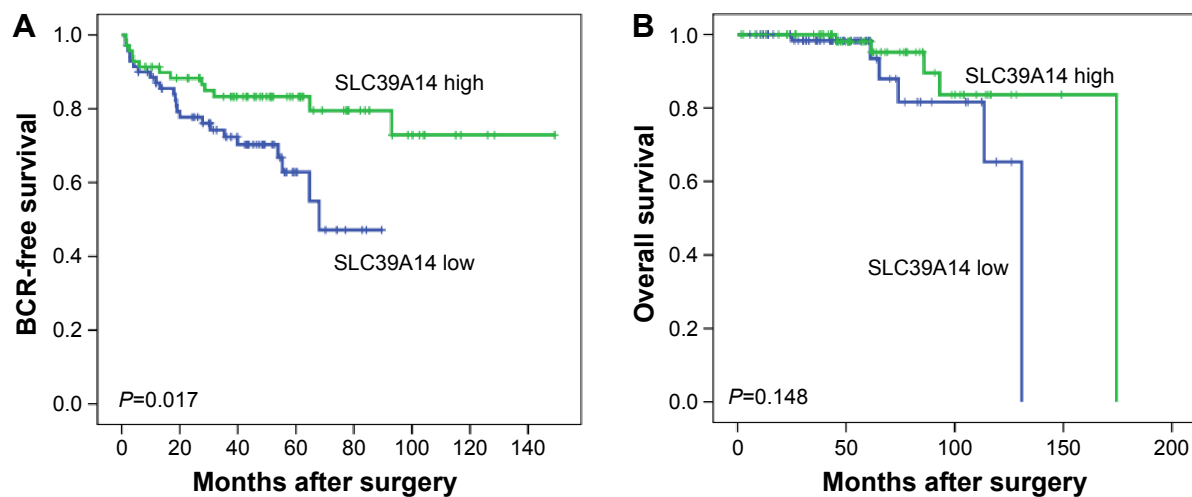 A
BCR-free survival
1.0
0.8
0.6
0.4
0.2
0.0
SLC39A14 high
SLC39A14 low
P=0.017
0 20 40 60 80 100 120 140
Months after surgery
B
Overall survival
1.0
0.8
0.6
0.4
0.2
0.0
SLC39A14 high
SLC39A14 low
P=0.148
0 50 100 150 200
Months after surgery